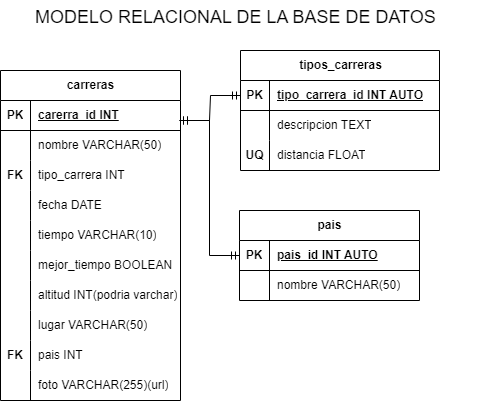 MODELO RELACIONAL DE LA BASE DE DATOS
carreras
PK carerra_id INT
nombre VARCHAR(50)
FK tipo_carrera INT
fecha DATE
tiempo VARCHAR(10)
mejor_tiempo BOOLEAN
altitud INT(podria varchar)
lugar VARCHAR(50)
FK pais INT
foto VARCHAR(255)(url)
tipos_carreras
PK tipo_carrera_id INT AUTO
descripcion TEXT
UQ distancia FLOAT
pais
PK pais_id INT AUTO
nombre VARCHAR(50)